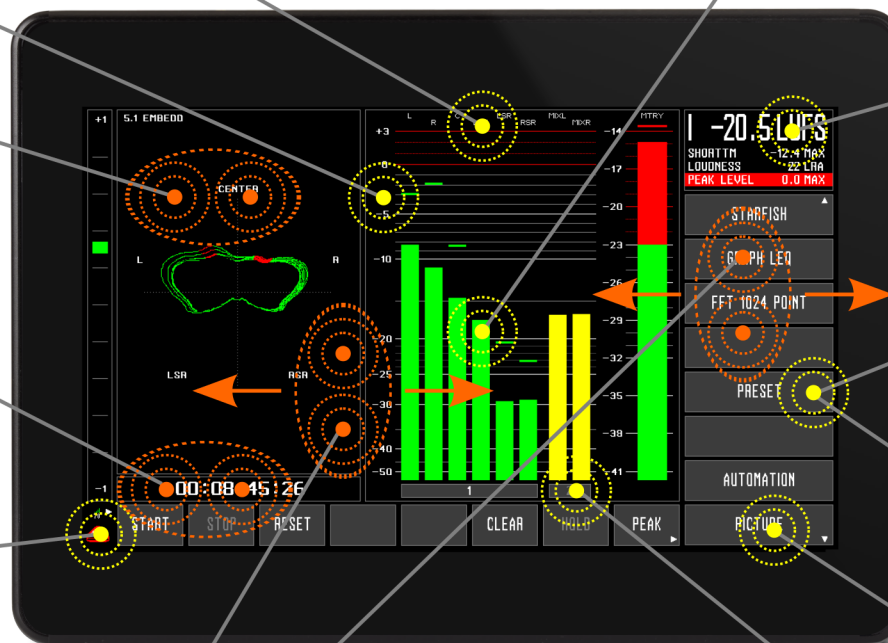 +1
5.1 EMBEDD
CENTER
L
R
LSR
RSR
-1
00:08:45:26
L
R
C
LSR
RSR
MIXL
MIXR
+3
-5
-10
-20
-25
-30
-40
-50
1
MTRY
-14
-17
-20
-23
-26
-29
-32
-35
-38
-41
I -20.5LUFS
SHORTTM -12.4 MAX
LOUDNESS 22 LRA
PEAK LEVEL 0.0 MAX
STARFISH
GRAPH LEQ
FFT 1024 POINT
PRESET
AUTOMATION
PICTURE
START
STOP
RESET
CLEAR
HOLD
PEAK